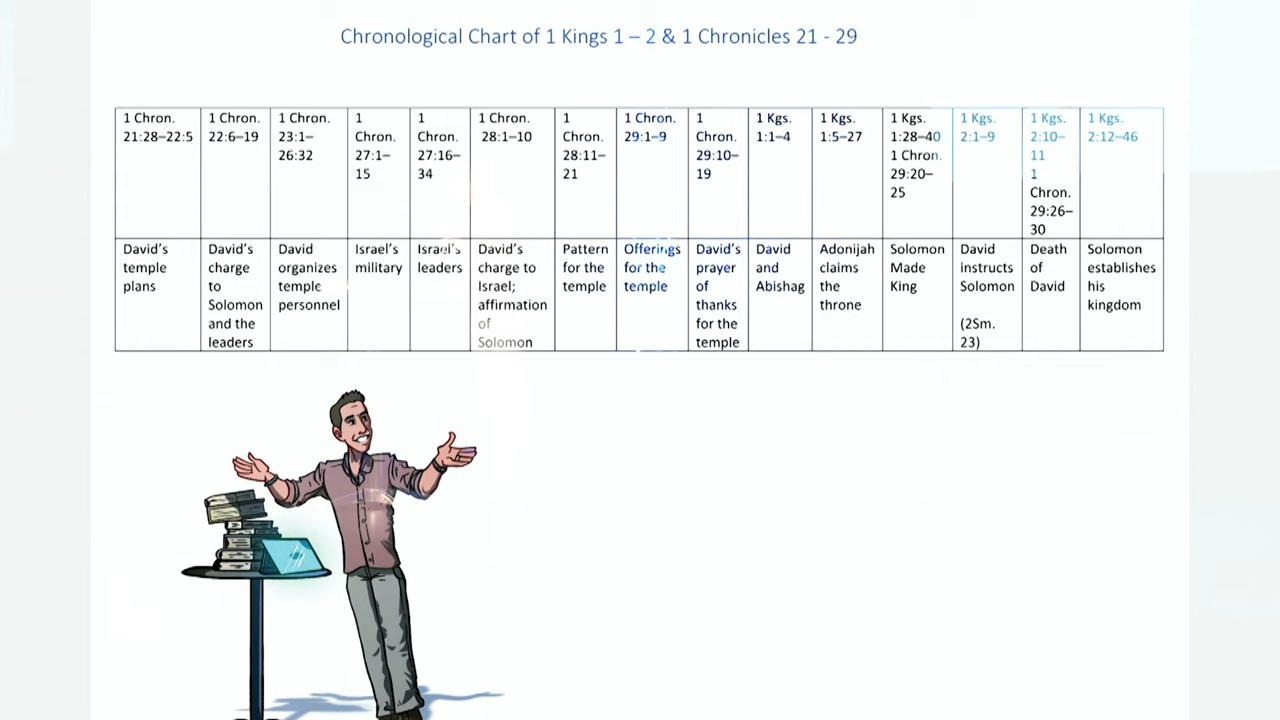 Chronological Chart of 1 Kings 1 – 2 & 1 Chronicles 21 - 29
1 Chron.
21:28–22:5
1 Chron.
22:6–19
1 Chron.
23:1–
26:32
1
Chron.
27:1–
15
1
Chron.
27:16–
34
1 Chron.
28:1–10
1
Chron.
28:11–
21
1 Chron.
29:1–9
1
Chron.
29:10–
19
1 Kgs.
1:1–4
1 Kgs.
1:5–27
1 Kgs.
1:28–40
1 Chron.
29:20–
25
1 Kgs.
2:1–9
1 Kgs.
2:10–
11
1
Chron.
29:26–
30
1 Kgs.
2:12–46
David's
temple
plans
David's
charge
to
Solomon
and the
leaders
David
organizes
temple
personnel
Israel's
military
Israel's
leaders
David's
charge to
Israel;
affirmation
of
Solomon
Pattern
for the
temple
Offerings
for the
temple
David's
prayer
of
thanks
for the
temple
David
and
Abishag
Adonijah
claims
the
throne
Solomon
Made
King
David
instructs
Solomon
(2Sm.
23)
Death
of
David
Solomon
establishes
his
kingdom